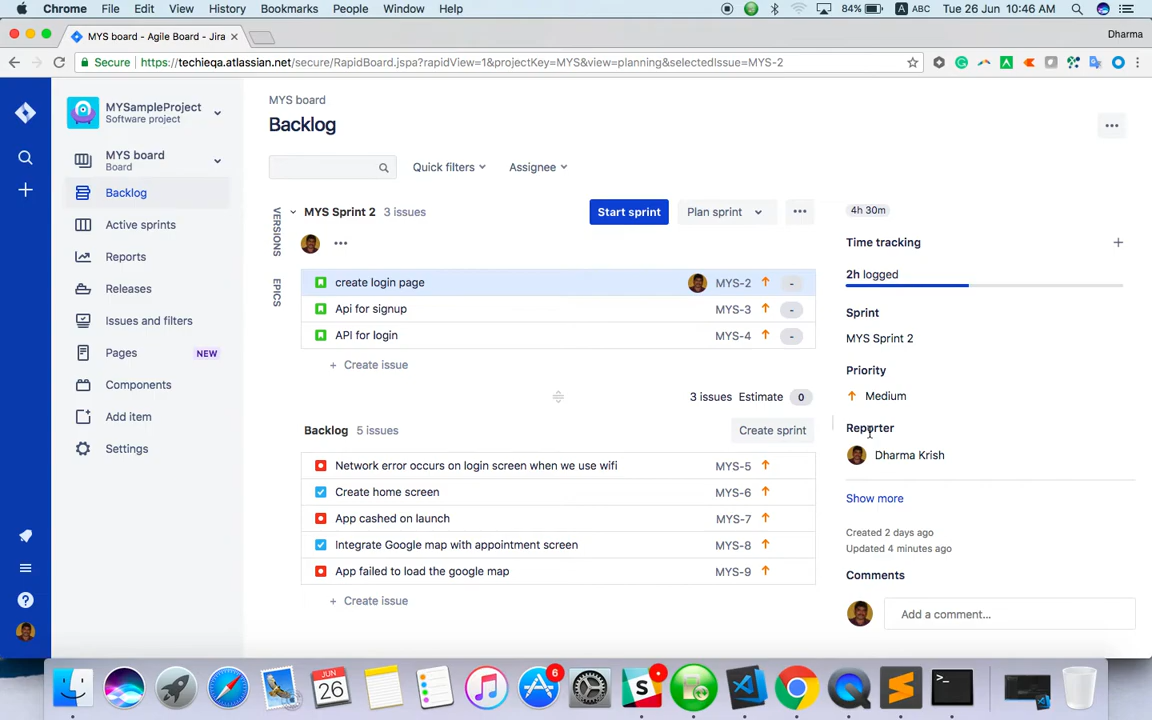 Chrome File Edit View History Bookmarks People Window Help 84% A ABC Tue 26 Jun 10:46 AM
MYS board - Agile Board - Jira Dharma
Secure https://techieqa.atlassian.net/secure/RapidBoard.jspa?rapidView=1&projectKey=MYS&view=planning&selectedIssue=MYS-2
MYSampleProject
Software project
MYS board
Board
Backlog
Active sprints
Reports
Releases
Issues and filters
Pages NEW
Components
Add item
Settings
MYS board
Backlog
Quick filters Assignee
VERSIONS
EPICS
MYS Sprint 2 3 issues Start sprint Plan sprint
create login page MYS-2 -
Api for signup MYS-3 -
API for login MYS-4 -
+ Create issue
3 issues Estimate 0
Backlog 5 issues Create sprint
Network error occurs on login screen when we use wifi MYS-5
Create home screen MYS-6
App cashed on launch MYS-7
Integrate Google map with appointment screen MYS-8
App failed to load the google map MYS-9
+ Create issue
4h 30m
Time tracking
2h logged
Sprint
MYS Sprint 2
Priority
Medium
Reporter
Dharma Krish
Show more
Created 2 days ago
Updated 4 minutes ago
Comments
Add a comment...
JUN
26
6